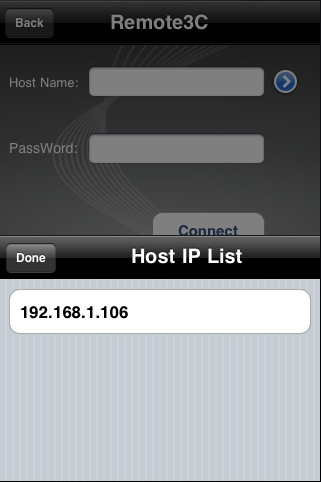 Back
Remote3C
Host Name:
PassWord:
Connect
Done
Host IP List
192.168.1.106